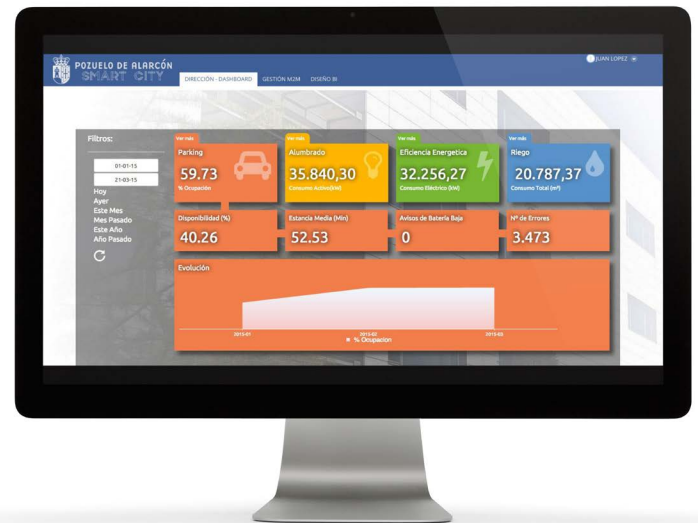 POZUELO DE ALARCÓN
SMART CITY
DIRECCIÓN - DASHBOARD GESTIÓN M2M DISEÑO BI
JUAN LOPEZ
Filtros:
01-01-15
21-03-15
Hoy
Ayer
Este Mes
Mes Pasado
Este Año
Año Pasado
Ver más
Parking
59.73
% Ocupación
Ver más
Alumbrado
35.840,30
Consumo Activo(kW)
Ver más
Eficiencia Energetica
32.256,27
Consumo Eléctrico (kW)
Ver más
Riego
20.787,37
Consumo Total (m³)
Disponibilidad (%)
40.26
Estancia Media (Min)
52.53
Avisos de Batería Baja
0
Nº de Errores
3.473
Evolución
2015-01 2015-02 2015-03
% Ocupacion